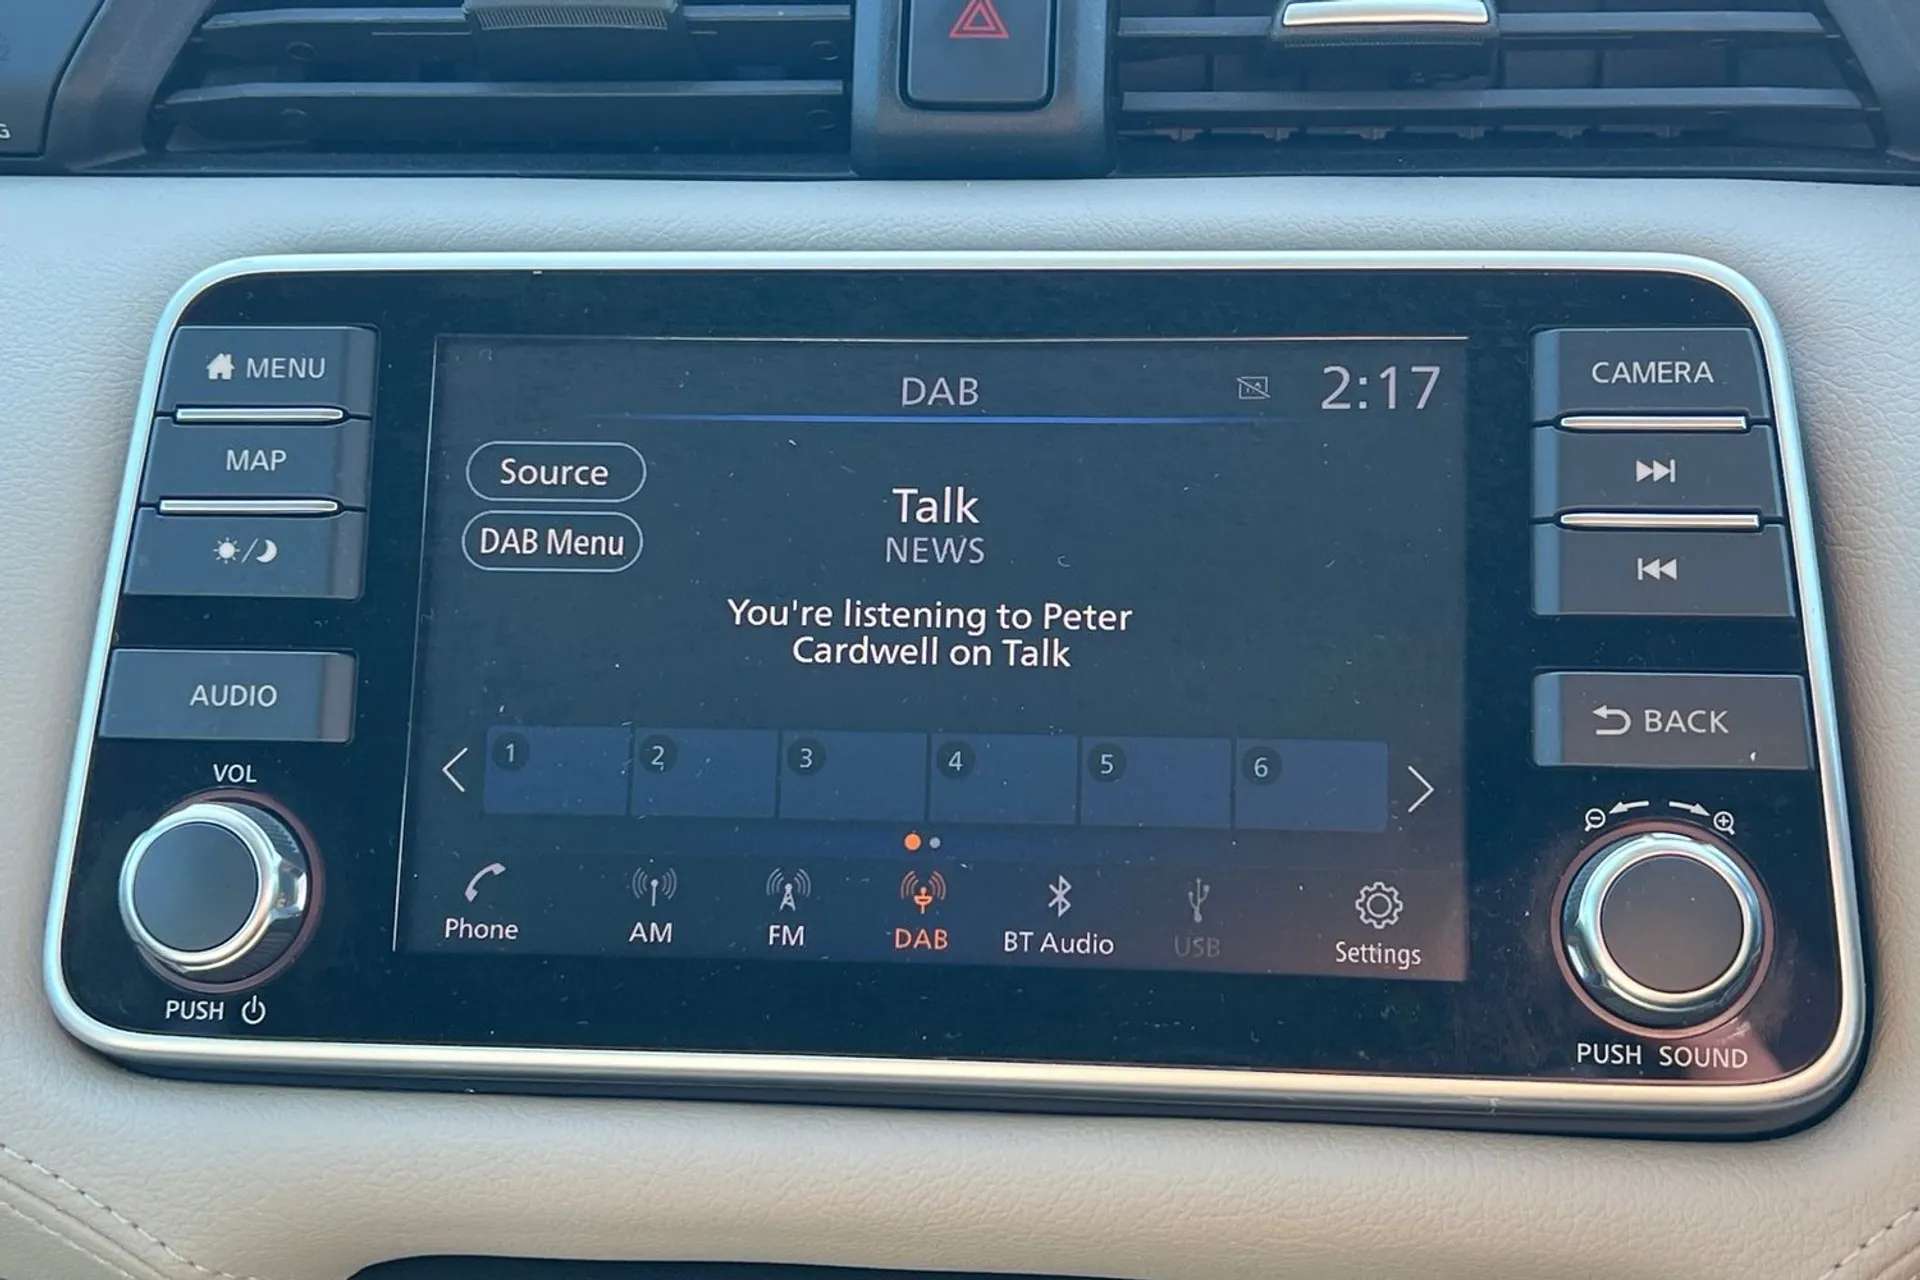 MENU
MAP
AUDIO
VOL
PUSH
DAB
2:17
Source
DAB Menu
Talk
NEWS
You're listening to Peter
Cardwell on Talk
1 2 3 4 5 6
Phone AM FM DAB BT Audio USB Settings
CAMERA
BACK
PUSH SOUND